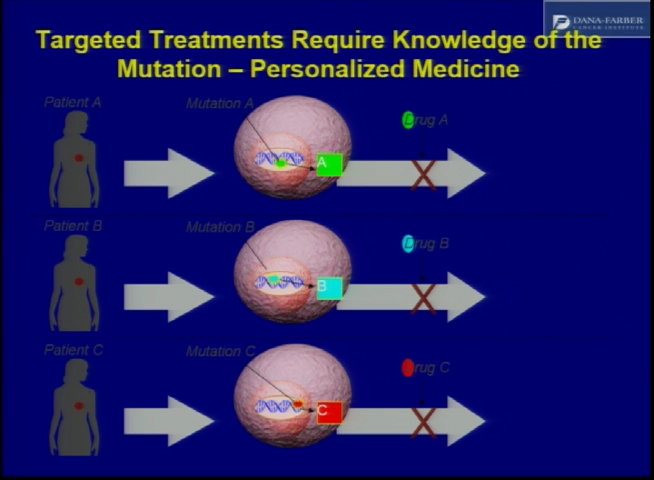 DANA-FARBER
CANCER INSTITUTE
Targeted Treatments Require Knowledge of the
Mutation – Personalized Medicine
Patient A
Mutation A
Drug A
A
X
Patient B
Mutation B
Drug B
B
X
Patient C
Mutation C
Drug C
C
X